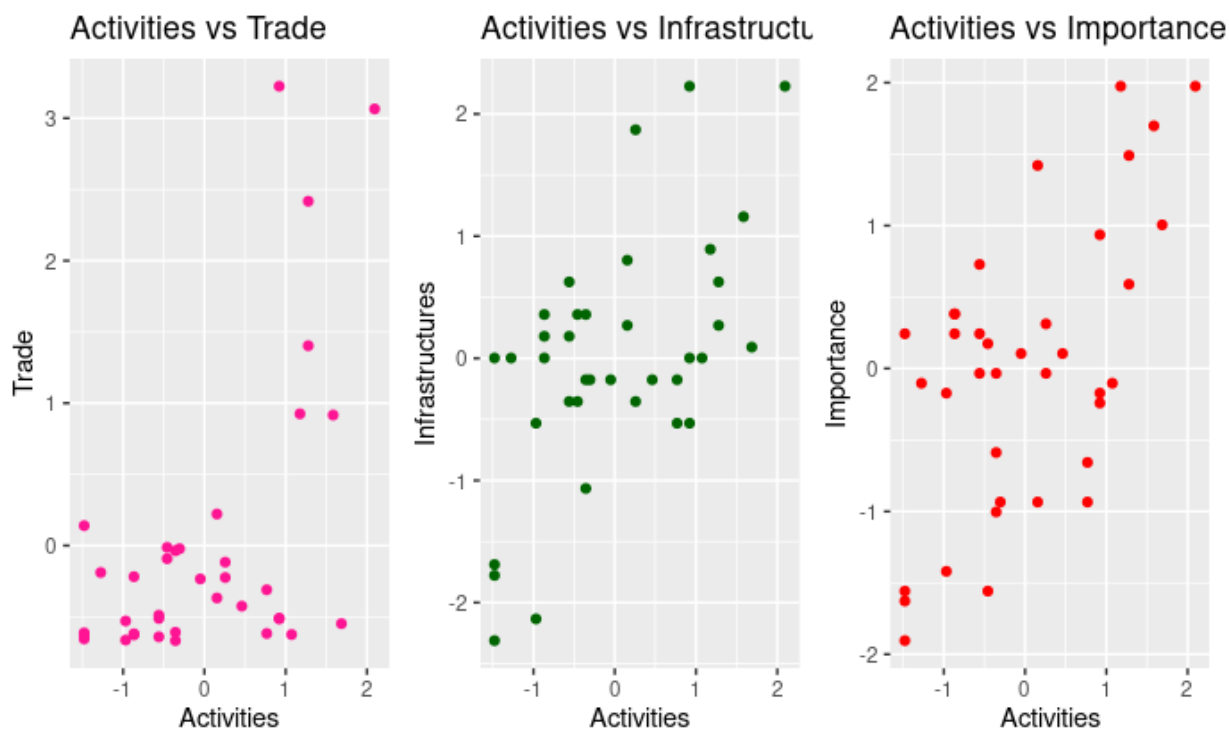 Activities vs Trade
Trade
3
2
1
0
-1 0 1 2
Activities
Activities vs Infrastructu
Infrastructures
2
1
0
-1
-2
-1 0 1 2
Activities
Activities vs Importance
Importance
2
1
0
-1
-2
-1 0 1 2
Activities